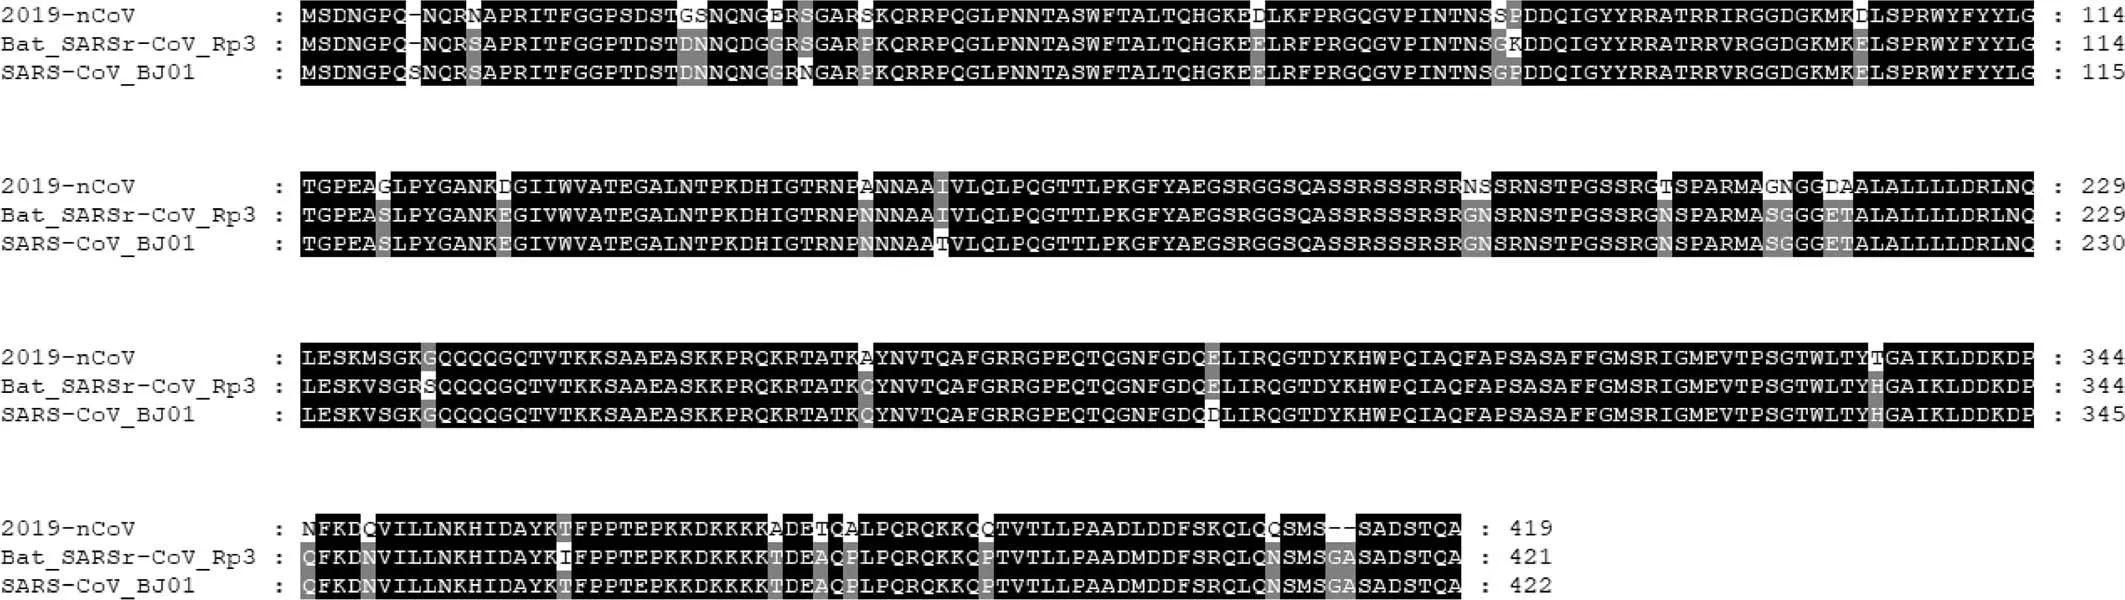 2019-nCoV : MSDNGPQ-NQRNAPRITFGGPSDSTGSNQNGERSGARSKQRRPQGLPNNTASWFTALTQHGKEDLKFPRGQGVPINTNSSPDDQIGYYRRATRRIRGGDGKMKDLSPRWYFYYLG : 114
Bat_SARSr-CoV_Rp3 : MSDNGPQ-NQRSAPRITFGGPTDSTDNNQDGGRSGARPKQRRPQGLPNNTASWFTALTQHGKEELRFPRGQGVPINTNSGKDDQIGYYRRATRRVRGGDGKMKELSPRWYFYYLG : 114
SARS-CoV_BJ01 : MSDNGPQSNQRSAPRITFGGPTDSTDNNQNGGRNGARPKQRRPQGLPNNTASWFTALTQHGKEELRFPRGQGVPINTNSGPDDQIGYYRRATRRVRGGDGKMKELSPRWYFYYLG : 115
2019-nCoV : TGPEAGLPYGANKDGIIWVATEGALNTPKDHIGTRNPANNAAIVLQLPQGTTLPKGFYAEGSRGGSQASSRSSSRSRNSSRNSTPGSSRGTSPARMAGNGGDAALALLLLDRLNQ : 229
Bat_SARSr-CoV_Rp3 : TGPEASLPYGANKEGIVWVATEGALNTPKDHIGTRNPNNNAAIVLQLPQGTTLPKGFYAEGSRGGSQASSRSSSRSRGNSRNSTPGSSRGNSPARMASGGGETALALLLLDRLNQ : 229
SARS-CoV_BJ01 : TGPEASLPYGANKEGIVWVATEGALNTPKDHIGTRNPNNNAATVLQLPQGTTLPKGFYAEGSRGGSQASSRSSSRSRGNSRNSTPGSSRGNSPARMASGGGETALALLLLDRLNQ : 230
2019-nCoV : LESKMSGKGQQQQGQTVTKKSAAEASKKPRQKRTATKAYNVTQAFGRRGPEQTQGNFGDQELIRQGTDYKHWPQIAQFAPSASAFFGMSRIGMEVTPSGTWLTYTGAIKLDDKDP : 344
Bat_SARSr-CoV_Rp3 : LESKVSGRSQQQQGQTVTKKSAAEASKKPRQKRTATKQYNVTQAFGRRGPEQTQGNFGDQELIRQGTDYKHWPQIAQFAPSASAFFGMSRIGMEVTPSGTWLTYHGAIKLDDKDP : 344
SARS-CoV_BJ01 : LESKVSGKGQQQQGQTVTKKSAAEASKKPRQKRTATKQYNVTQAFGRRGPEQTQGNFGDQDLIRQGTDYKHWPQIAQFAPSASAFFGMSRIGMEVTPSGTWLTYHGAIKLDDKDP : 345
2019-nCoV : NFKDQVILLNKHIDAYKTFPPTEPKKDKKKKADETQALPQRQKKQQTVTLLPAADLDDFSKQLQQSMS--SADSTQA : 419
Bat_SARSr-CoV_Rp3 : QFKDNVILLNKHIDAYKIFPPTEPKKDKKKKTDEAQPLPQRQKKQPTVTLLPAADMDDFSRQLQNSMSGASADSTQA : 421
SARS-CoV_BJ01 : QFKDNVILLNKHIDAYKTFPPTEPKKDKKKKTDEAQPLPQRQKKQPTVTLLPAADMDDFSRQLQNSMSGASADSTQA : 422